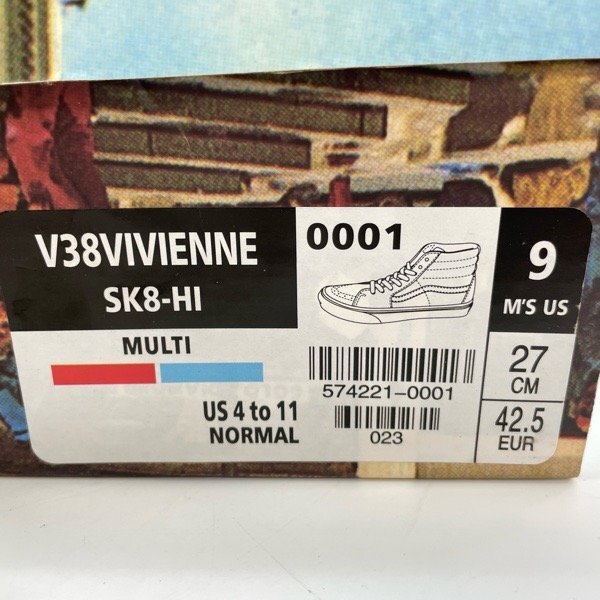 V38VIVIENNE
SK8-HI
MULTI
US 4 to 11
NORMAL
0001
574221-0001
023
9
M'S US
27
CM
42.5
EUR